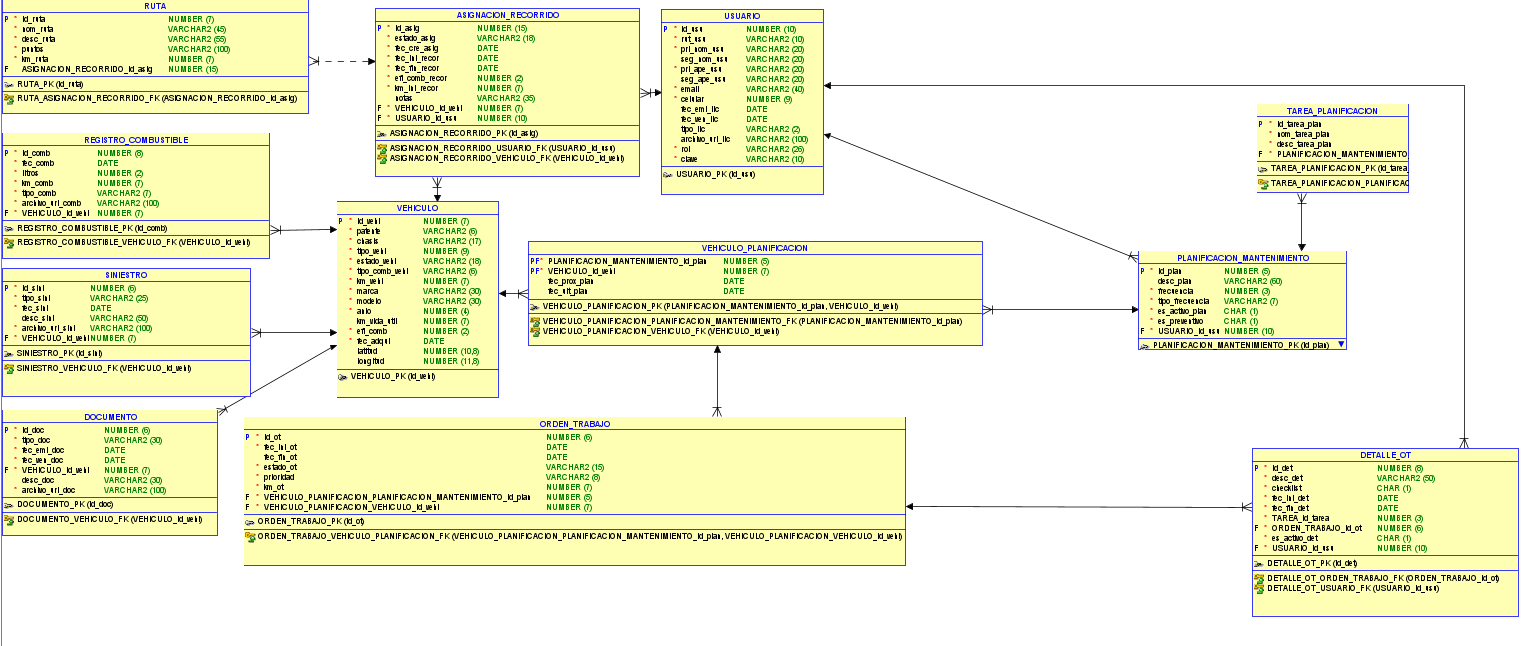 RUTA
P * id_ruta NUMBER (7)
* nom_ruta VARCHAR2 (45)
* desc_ruta VARCHAR2 (55)
* puntos VARCHAR2 (100)
* km_ruta NUMBER (7)
F ASIGNACION_RECORRIDO_id_asig NUMBER (15)
RUTA_PK (id_ruta)
RUTA_ASIGNACION_RECORRIDO_FK (ASIGNACION_RECORRIDO_id_asig)
ASIGNACION_RECORRIDO
P * id_asig NUMBER (15)
* estado_asig VARCHAR2 (18)
* fec_cre_asig DATE
* fec_ini_recor DATE
* fec_fin_recor DATE
* efi_comb_recor NUMBER (2)
* km_ini_recor NUMBER (7)
notas VARCHAR2 (35)
F * VEHICULO_id_vehi NUMBER (7)
F * USUARIO_id_usu NUMBER (10)
ASIGNACION_RECORRIDO_PK (id_asig)
ASIGNACION_RECORRIDO_USUARIO_FK (USUARIO_id_usu)
ASIGNACION_RECORRIDO_VEHICULO_FK (VEHICULO_id_vehi)
USUARIO
P * id_usu NUMBER (10)
* rut_usu VARCHAR2 (10)
* pri_nom_usu VARCHAR2 (20)
seg_nom_usu VARCHAR2 (20)
* pri_ape_usu VARCHAR2 (20)
seg_ape_usu VARCHAR2 (20)
* email VARCHAR2 (40)
* celular NUMBER (9)
fec_emi_lic DATE
fec_ven_lic DATE
tipo_lic VARCHAR2 (2)
archivo_url_lic VARCHAR2 (100)
* rol VARCHAR2 (26)
* clave VARCHAR2 (10)
USUARIO_PK (id_usu)
TAREA_PLANIFICACION
P * id_tarea_plan
* nom_tarea_plan
* desc_tarea_plan
F * PLANIFICACION_MANTENIMIENTO
TAREA_PLANIFICACION_PK (id_tarea
TAREA_PLANIFICACION_PLANIFICAC
REGISTRO_COMBUSTIBLE
P * id_comb NUMBER (8)
* fec_comb DATE
* litros NUMBER (2)
* km_comb NUMBER (7)
* tipo_comb VARCHAR2 (7)
* archivo_url_comb VARCHAR2 (100)
F * VEHICULO_id_vehi NUMBER (7)
REGISTRO_COMBUSTIBLE_PK (id_comb)
REGISTRO_COMBUSTIBLE_VEHICULO_FK (VEHICULO_id_vehi)
VEHICULO
P * id_vehi NUMBER (7)
* patente VARCHAR2 (6)
* chasis VARCHAR2 (17)
* tipo_vehi NUMBER (9)
* estado_vehi VARCHAR2 (18)
* tipo_comb_vehi VARCHAR2 (6)
* km_vehi NUMBER (7)
* marca VARCHAR2 (30)
* modelo VARCHAR2 (30)
* anio NUMBER (4)
* km_vida_util NUMBER (7)
* efi_comb NUMBER (2)
* fec_adqui DATE
latitud NUMBER (10,8)
longitud NUMBER (11,8)
VEHICULO_PK (id_vehi)
VEHICULO_PLANIFICACION
PF* PLANIFICACION_MANTENIMIENTO_id_plan NUMBER (5)
PF* VEHICULO_id_vehi NUMBER (7)
fec_prox_plan DATE
fec_ult_plan DATE
VEHICULO_PLANIFICACION_PK (PLANIFICACION_MANTENIMIENTO_id_plan, VEHICULO_id_vehi)
VEHICULO_PLANIFICACION_PLANIFICACION_MANTENIMIENTO_FK (PLANIFICACION_MANTENIMIENTO_id_plan)
VEHICULO_PLANIFICACION_VEHICULO_FK (VEHICULO_id_vehi)
PLANIFICACION_MANTENIMIENTO
P * id_plan NUMBER (5)
desc_plan VARCHAR2 (60)
* frecuencia NUMBER (3)
* tipo_frecuencia VARCHAR2 (7)
* es_activo_plan CHAR (1)
* es_preventivo CHAR (1)
F * USUARIO_id_usu NUMBER (10)
PLANIFICACION_MANTENIMIENTO_PK (id_plan)
SINIESTRO
P * id_sini NUMBER (6)
* tipo_sini VARCHAR2 (25)
* fec_sini DATE
desc_sini VARCHAR2 (50)
* archivo_url_sini VARCHAR2 (100)
F * VEHICULO_id_vehi NUMBER (7)
SINIESTRO_PK (id_sini)
SINIESTRO_VEHICULO_FK (VEHICULO_id_vehi)
DOCUMENTO
P * id_doc NUMBER (6)
* tipo_doc VARCHAR2 (30)
* fec_emi_doc DATE
* fec_ven_doc DATE
F * VEHICULO_id_vehi NUMBER (7)
desc_doc VARCHAR2 (30)
* archivo_url_doc VARCHAR2 (100)
DOCUMENTO_PK (id_doc)
DOCUMENTO_VEHICULO_FK (VEHICULO_id_vehi)
ORDEN_TRABAJO
P * id_ot NUMBER (6)
* fec_ini_ot DATE
fec_fin_ot DATE
* estado_ot VARCHAR2 (15)
* prioridad VARCHAR2 (8)
* km_ot NUMBER (7)
F * VEHICULO_PLANIFICACION_PLANIFICACION_MANTENIMIENTO_id_plan NUMBER (5)
F * VEHICULO_PLANIFICACION_VEHICULO_id_vehi NUMBER (7)
ORDEN_TRABAJO_PK (id_ot)
ORDEN_TRABAJO_VEHICULO_PLANIFICACION_FK (VEHICULO_PLANIFICACION_PLANIFICACION_MANTENIMIENTO_id_plan, VEHICULO_PLANIFICACION_VEHICULO_id_vehi)
DETALLE_OT
P * id_det NUMBER (8)
* desc_det VARCHAR2 (50)
* checklist CHAR (1)
* fec_ini_det DATE
* fec_fin_det DATE
* TAREA_id_tarea NUMBER (3)
F * ORDEN_TRABAJO_id_ot NUMBER (6)
* es_activo_det CHAR (1)
F * USUARIO_id_usu NUMBER (10)
DETALLE_OT_PK (id_det)
DETALLE_OT_ORDEN_TRABAJO_FK (ORDEN_TRABAJO_id_ot)
DETALLE_OT_USUARIO_FK (USUARIO_id_usu)